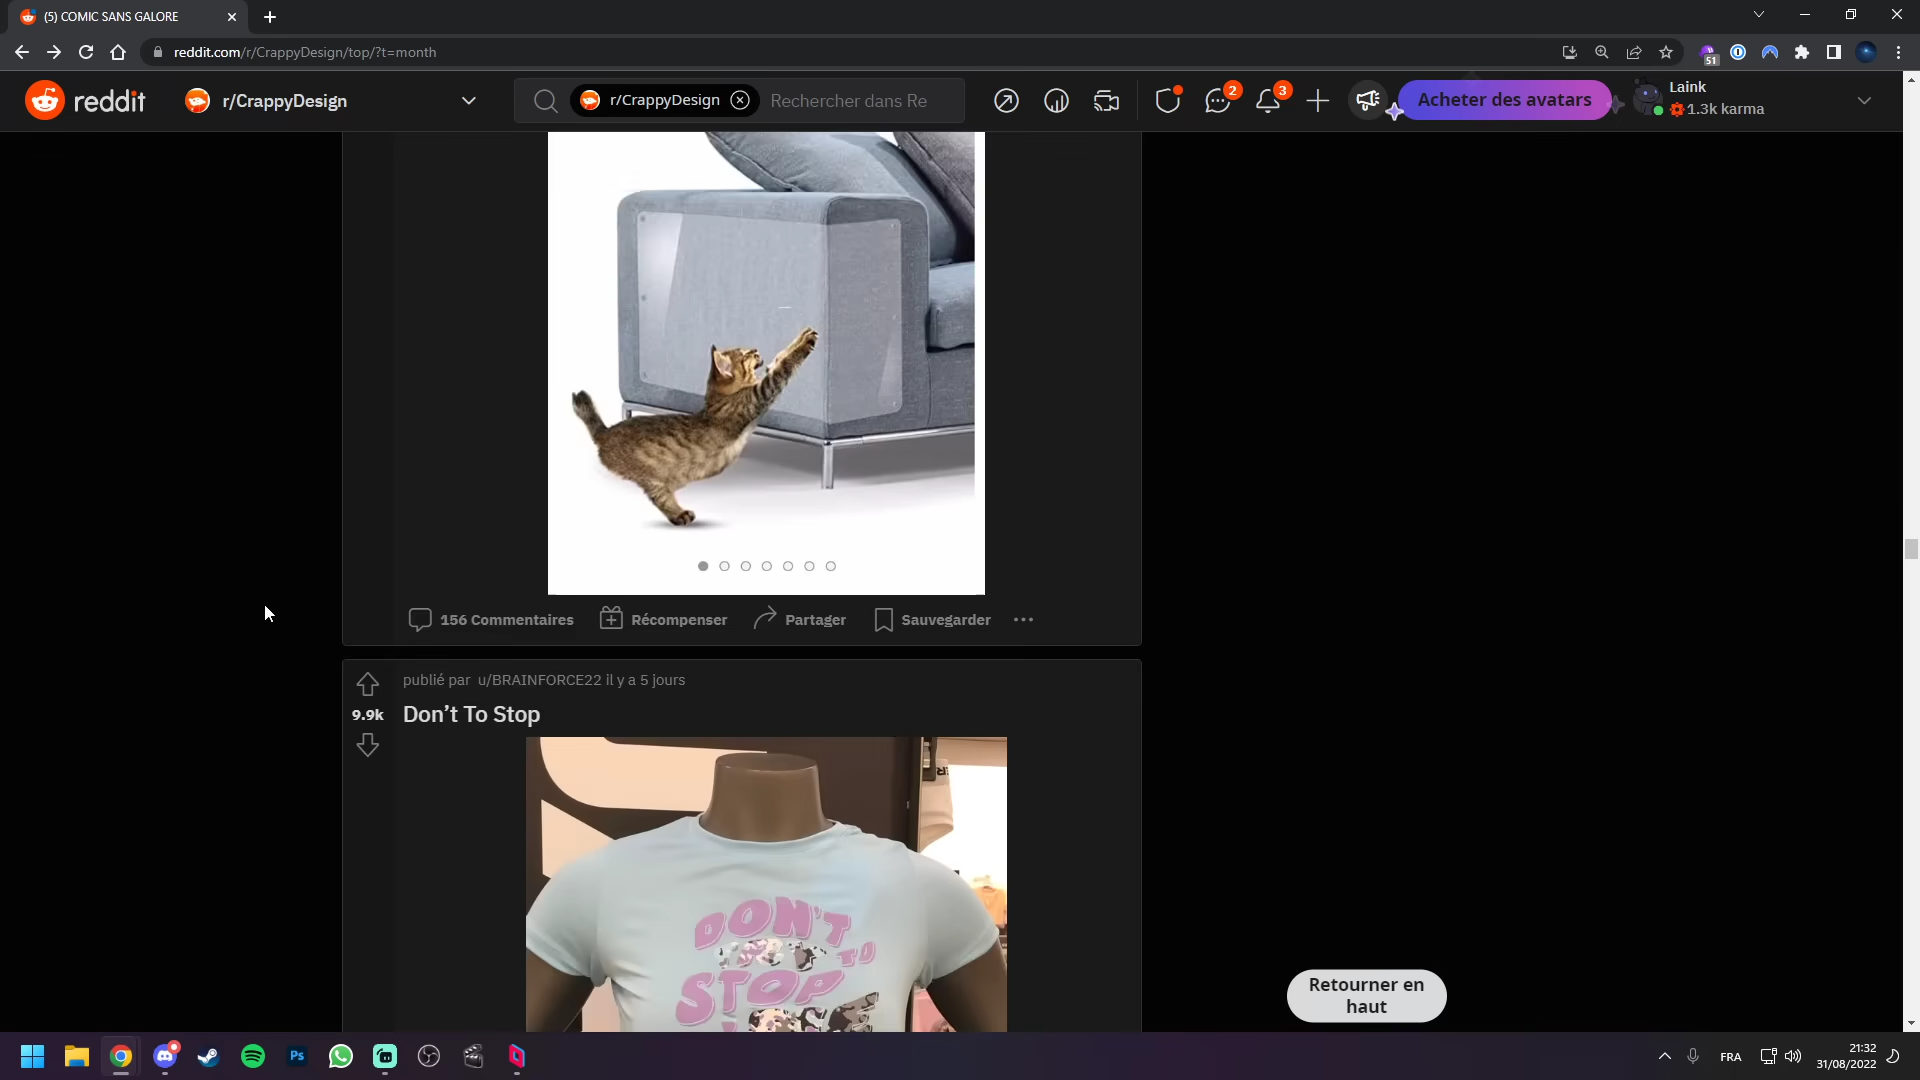 (5) COMIC SANS GALORE
reddit.com/r/CrappyDesign/top/?t=month
51
reddit
r/CrappyDesign
r/CrappyDesign
Rechercher dans Re
2
3
Acheter des avatars
Laink
1.3k karma
156 Commentaires
Récompenser
Partager
Sauvegarder
publié par u/BRAINFORCE22 il y a 5 jours
9.9k
Don’t To Stop
DON'T
TO
STOP
Retourner en
haut
Ps
FRA
21:32
31/08/2022